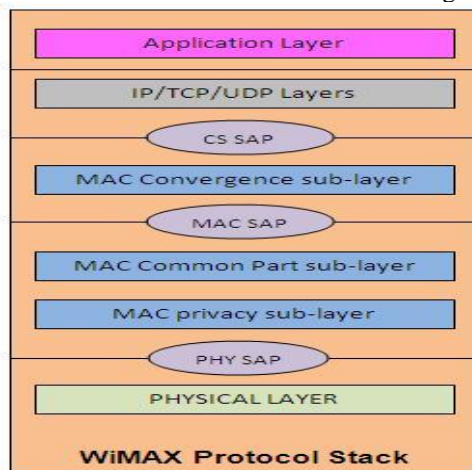 Application Layer
IP/TCP/UDP Layers
CS SAP
MAC Convergence sub-layer
MAC SAP
MAC Common Part sub-layer
MAC privacy sub-layer
PHY SAP
PHYSICAL LAYER
WiMAX Protocol Stack